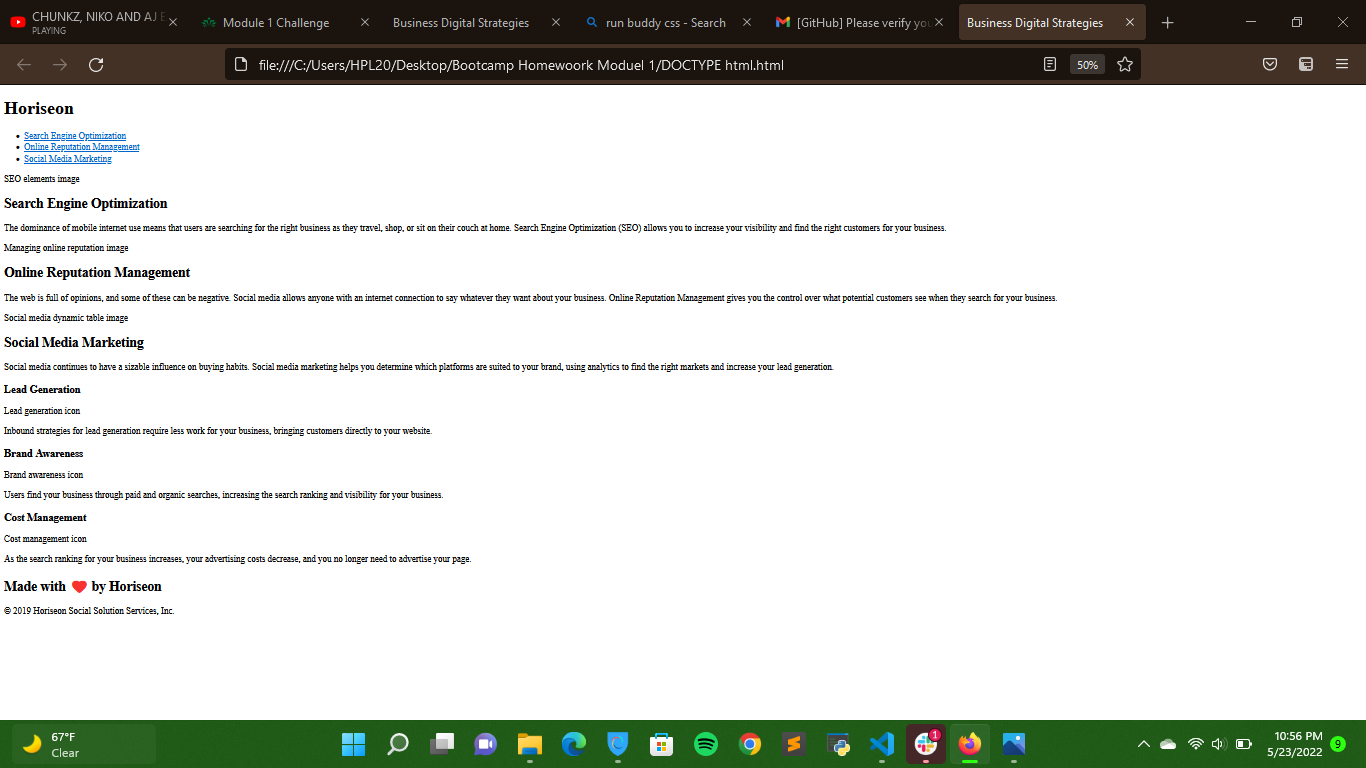 CHUNKZ, NIKO AND AJ
PLAYING
Module 1 Challenge
Business Digital Strategies
run buddy css - Search
[GitHub] Please verify
Business Digital Strategies
file:///C:/Users/HPL20/Desktop/Bootcamp Homewoork Moduel 1/DOCTYPE html.html
50%
Horiseon
Search Engine Optimization
Online Reputation Management
Social Media Marketing
SEO elements image
Search Engine Optimization
The dominance of mobile internet use means that users are searching for the right business as they travel, shop, or sit on their couch at home. Search Engine Optimization (SEO) allows you to increase your visibility and find the right customers for your business.
Managing online reputation image
Online Reputation Management
The web is full of opinions, and some of these can be negative. Social media allows anyone with an internet connection to say whatever they want about your business. Online Reputation Management gives you the control over what potential customers see when they search for your business.
Social media dynamic table image
Social Media Marketing
Social media continues to have a sizable influence on buying habits. Social media marketing helps you determine which platforms are suited to your brand, using analytics to find the right markets and increase your lead generation.
Lead Generation
Lead generation icon
Inbound strategies for lead generation require less work for your business, bringing customers directly to your website.
Brand Awareness
Brand awareness icon
Users find your business through paid and organic searches, increasing the search ranking and visibility for your business.
Cost Management
Cost management icon
As the search ranking for your business increases, your advertising costs decrease, and you no longer need to advertise your page.
Made with ❤️ by Horiseon
© 2019 Horiseon Social Solution Services, Inc.
67°F
Clear
1
10:56 PM
5/23/2022
9